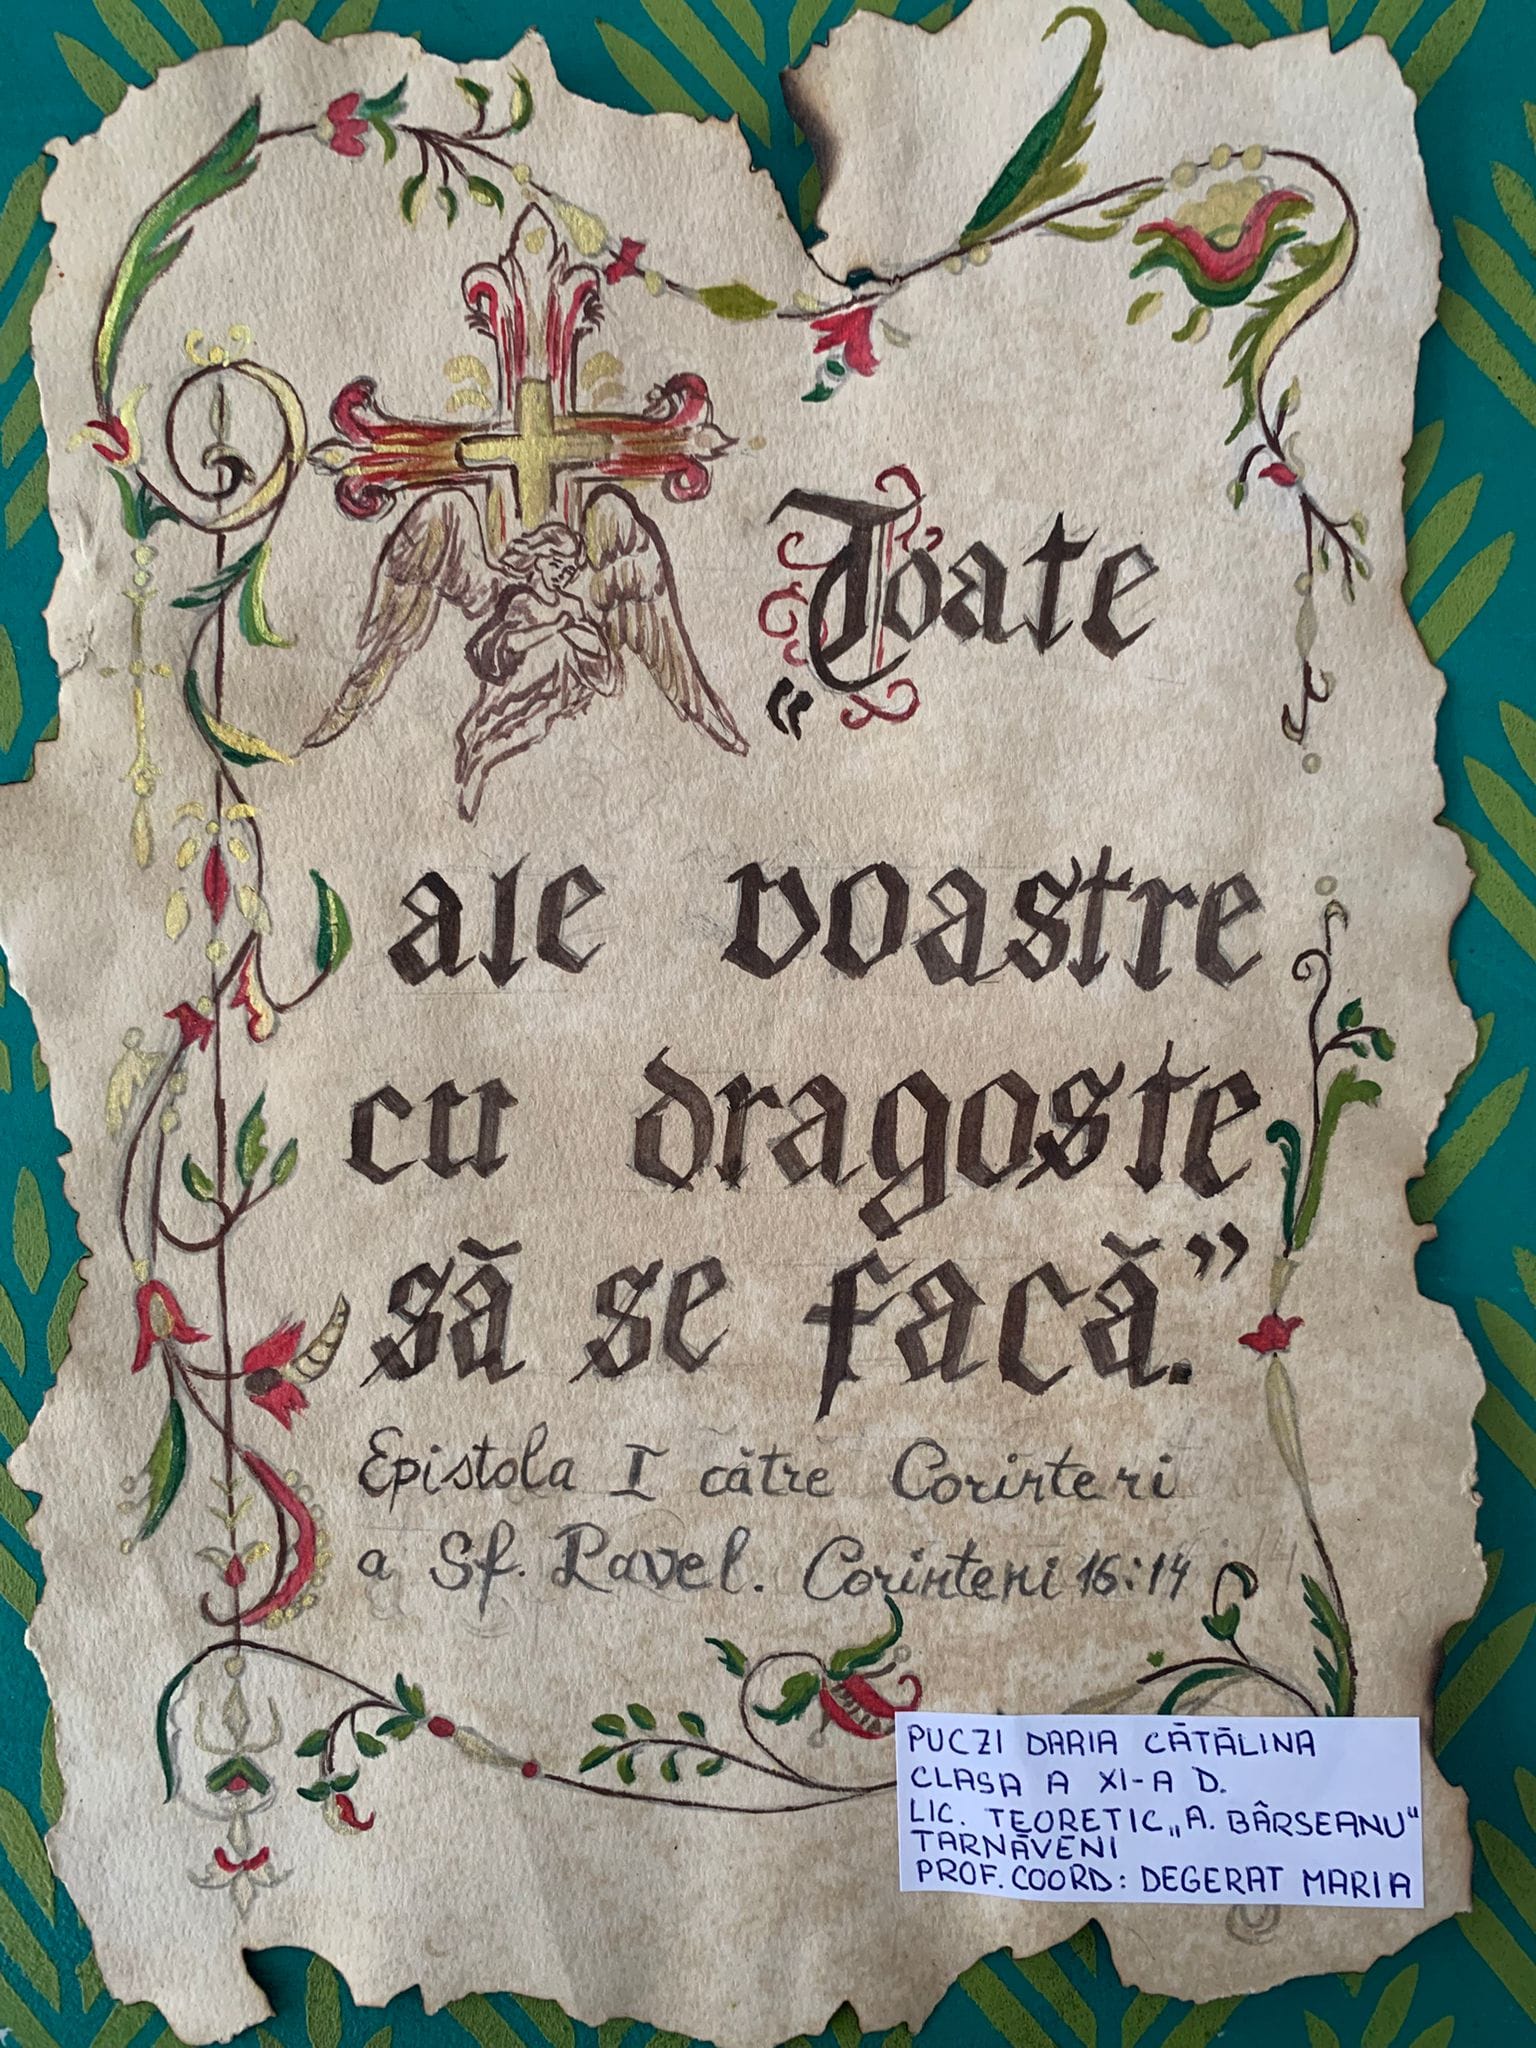 „Toate
ale voastre
cu dragoste
să se facă.”
Epistola I către Corinteni
a Sf. Pavel. Corinteni 16:14
PUCZI DARIA CĂTĂLINA
CLASA A XI-A D.
LIC. TEORETIC „A. BÂRSEANU"
TARNĂVENI
PROF. COORD: DEGERAT MARIA